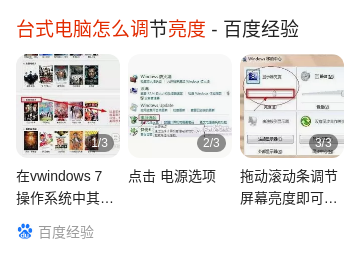 台式电脑怎么调节亮度 - 百度经验
Windows Update
1/3
2/3
3/3
在vwindows 7
操作系统中其...
点击 电源选项
拖动滚动条调节
屏幕亮度即可...
百度经验